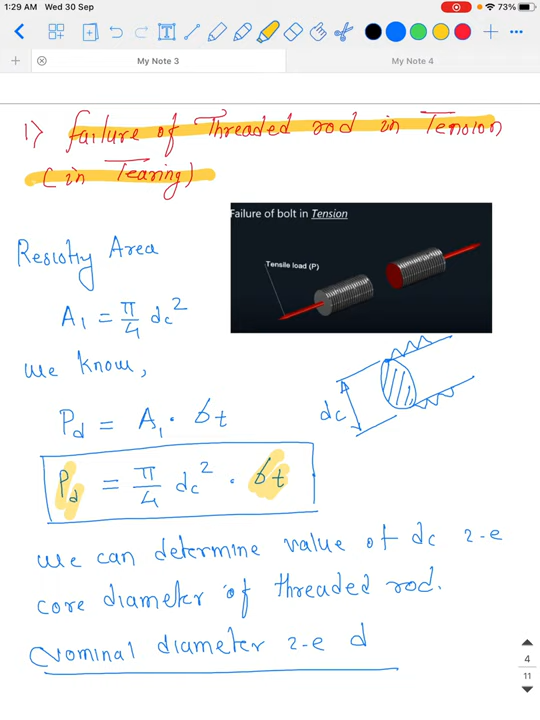 1:29 AM Wed 30 Sep
73%
My Note 3
My Note 4
1) failure of Threaded rod in Tension
(in Tearing)
Failure of bolt in Tension
Tensile load (P)
Resisting Area
A1 = π/4 dc²
we know,
Pd = A1 . σt
Pd = π/4 dc² . σt
dc
we can determine value of dc i-e
core diameter of threaded rod.
Nominal diameter i-e d
4
11